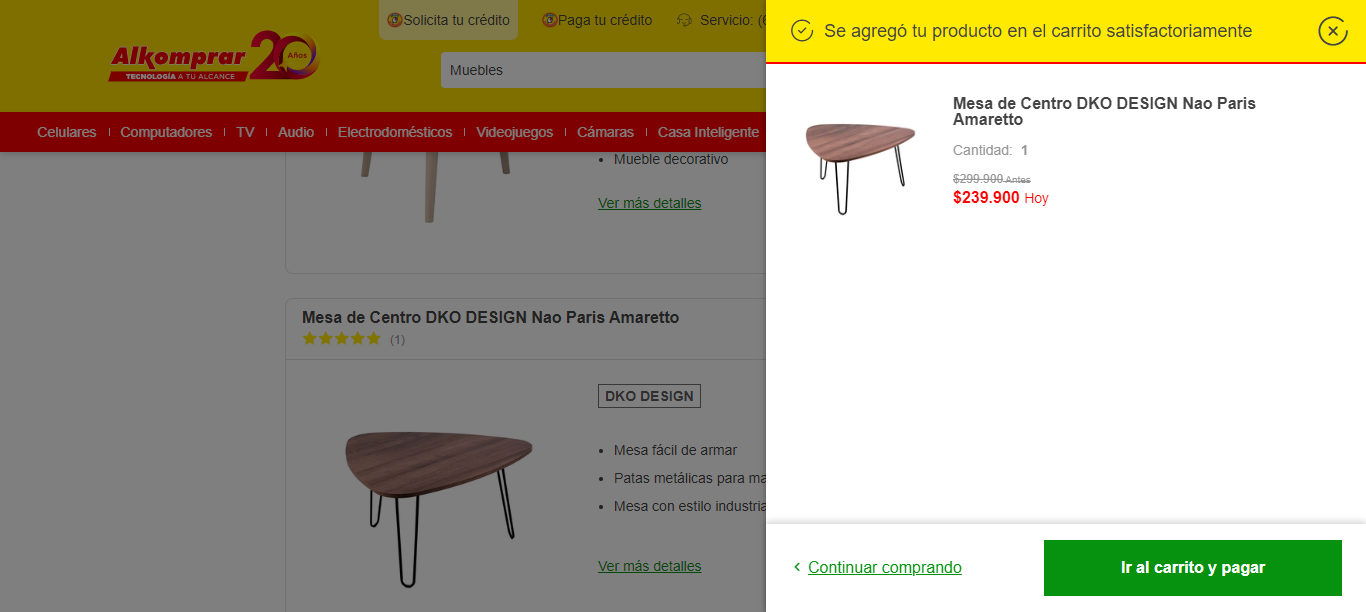 Solicita tu crédito
Paga tu crédito
Servicio: (6
Alkomprar 20 Años
TECNOLOGÍA A TU ALCANCE
Muebles
Celulares
Computadores
TV
Audio
Electrodomésticos
Videojuegos
Cámaras
Casa Inteligente
Mueble decorativo
Ver más detalles
Mesa de Centro DKO DESIGN Nao Paris Amaretto
(1)
DKO DESIGN
Mesa fácil de armar
Patas metálicas para ma
Mesa con estilo industria
Ver más detalles
Se agregó tu producto en el carrito satisfactoriamente
Mesa de Centro DKO DESIGN Nao Paris
Amaretto
Cantidad: 1
$299.900 Antes
$239.900 Hoy
Continuar comprando
Ir al carrito y pagar